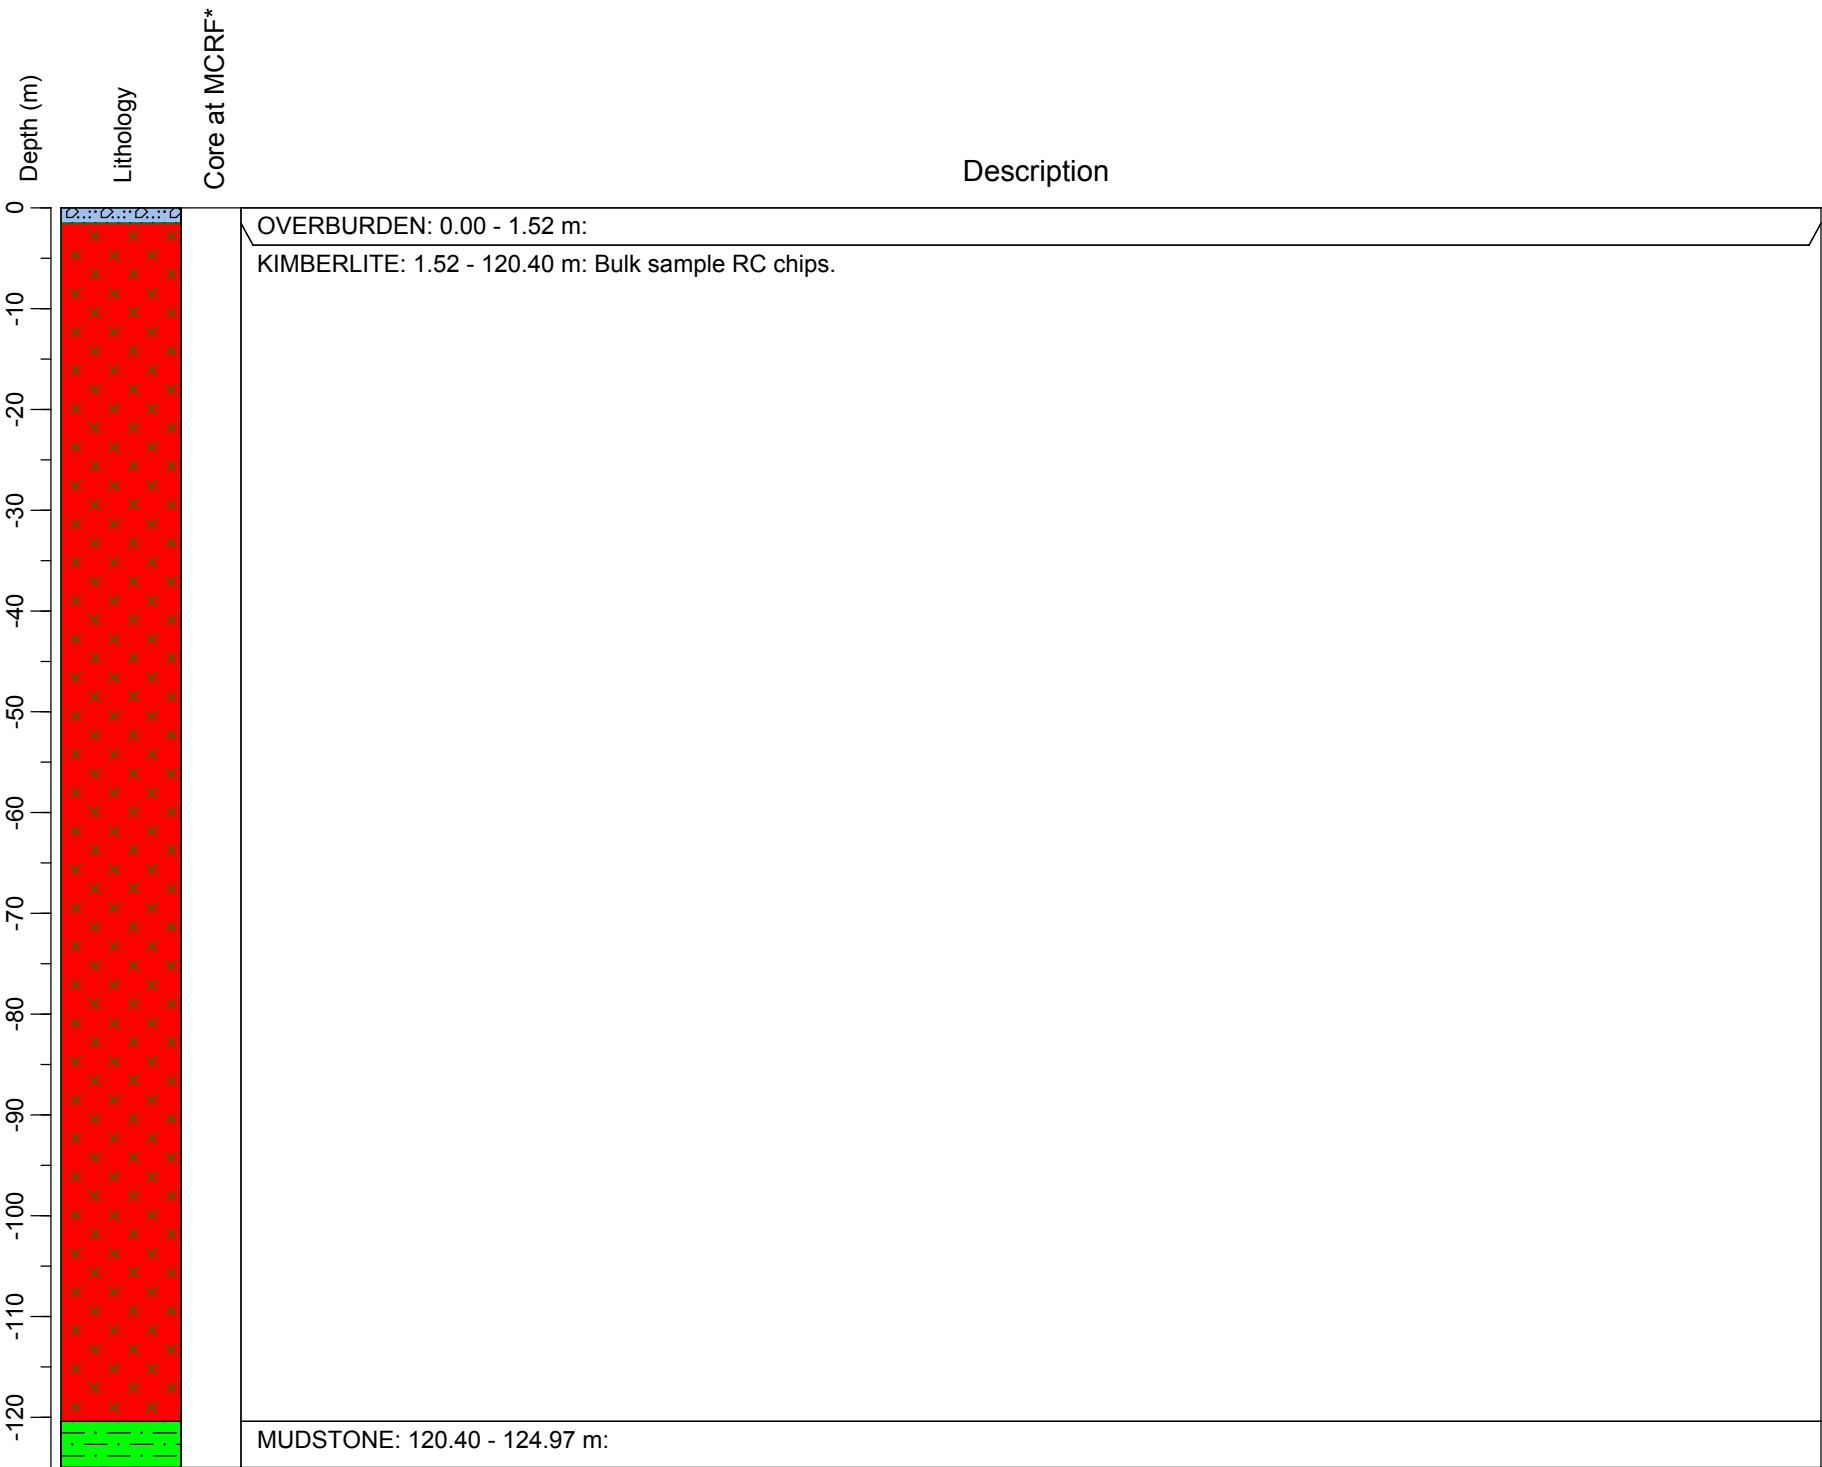 Depth (m)
Lithology
Core at MCRF*
Description
0
OVERBURDEN: 0.00 - 1.52 m:
KIMBERLITE: 1.52 - 120.40 m: Bulk sample RC chips.
-10
-20
-30
-40
-50
-60
-70
-80
-90
-100
-110
-120
MUDSTONE: 120.40 - 124.97 m: